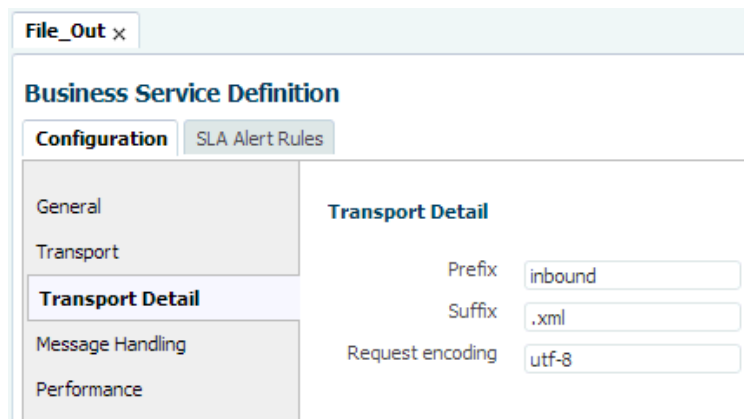 File_Out ×
Business Service Definition
Configuration SLA Alert Rules
General
Transport
Transport Detail
Message Handling
Performance
Transport Detail
Prefix inbound
Suffix .xml
Request encoding utf-8